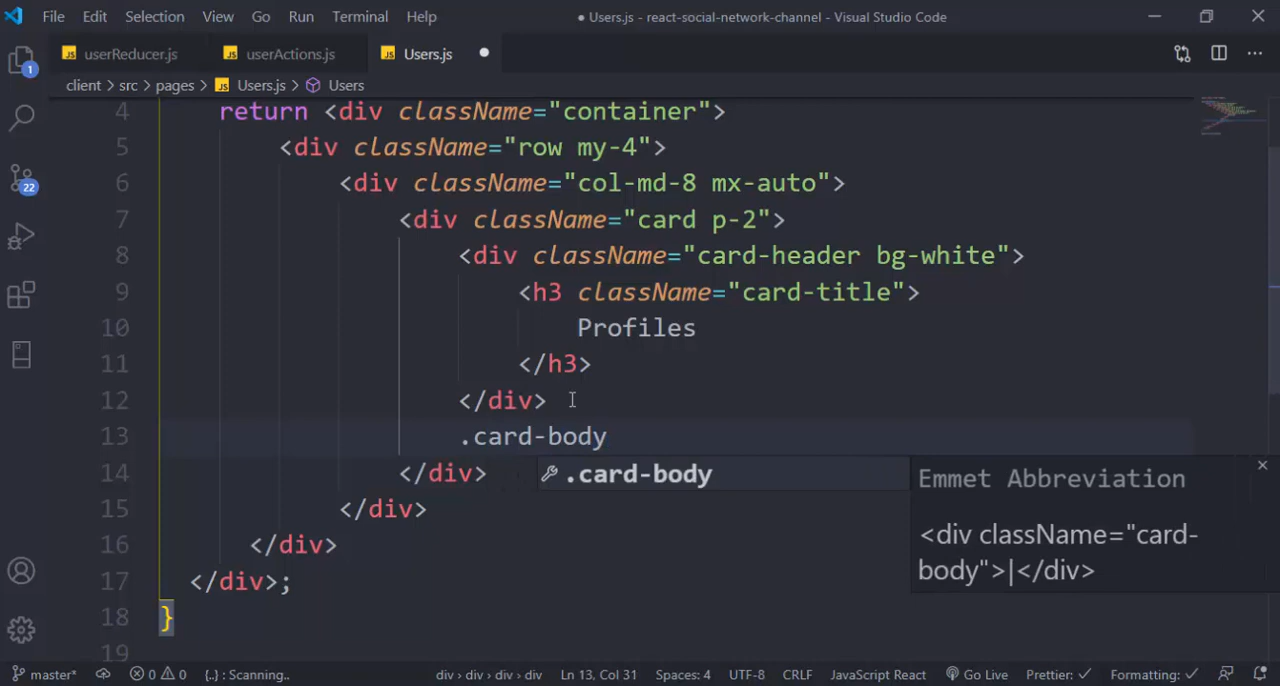 File Edit Selection View Go Run Terminal Help ● Users.js - react-social-network-channel - Visual Studio Code
JS userReducer.js JS userActions.js JS Users.js ●
client > src > pages > JS Users.js > Users
1
22
4 return <div className="container">
5 <div className="row my-4">
6 <div className="col-md-8 mx-auto">
7 <div className="card p-2">
8 <div className="card-header bg-white">
9 <h3 className="card-title">
10 Profiles
11 </h3>
12 </div>
13 .card-body
14 </div>
15 </div>
16 </div>
17 </div>;
18 }
19
.card-body
Emmet Abbreviation
<div className="card-
body">|</div>
master* 0 0 {..} : Scanning.. div › div › div › div Ln 13, Col 31 Spaces: 4 UTF-8 CRLF JavaScript React Go Live Prettier: ✓ Formatting: ✓